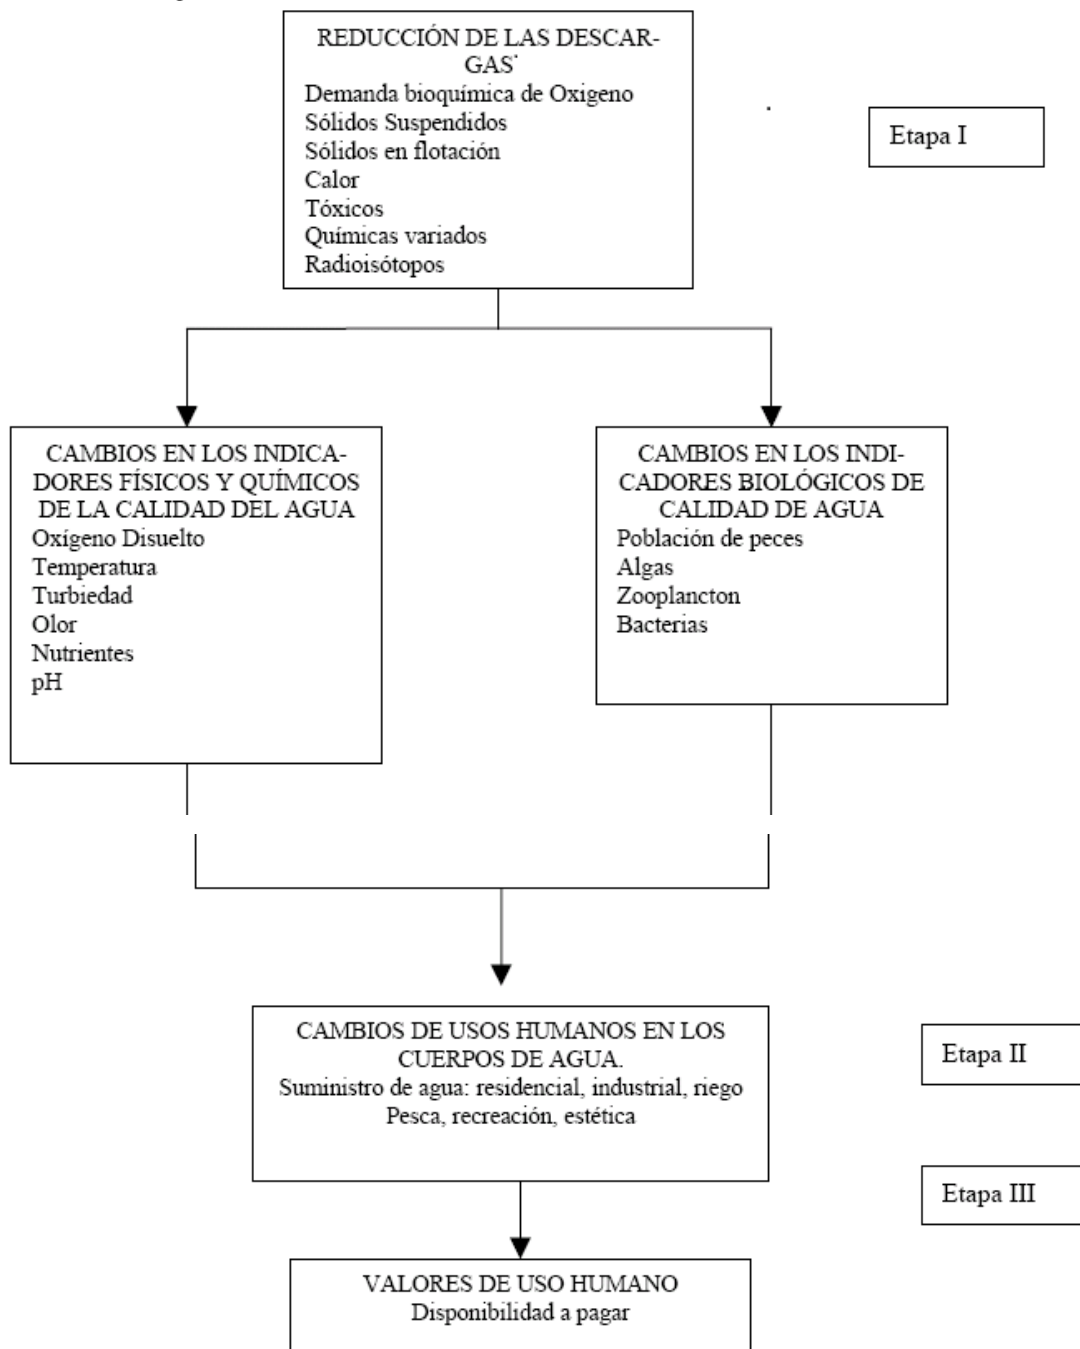 REDUCCIÓN DE LAS DESCAR-
GAS
Demanda bioquímica de Oxigeno
Sólidos Suspendidos
Sólidos en flotación
Calor
Tóxicos
Químicas variados
Radioisótopos
Etapa I
CAMBIOS EN LOS INDICA-
DORES FÍSICOS Y QUÍMICOS
DE LA CALIDAD DEL AGUA
Oxígeno Disuelto
Temperatura
Turbiedad
Olor
Nutrientes
pH
CAMBIOS EN LOS INDI-
CADORES BIOLÓGICOS DE
CALIDAD DE AGUA
Población de peces
Algas
Zooplancton
Bacterias
CAMBIOS DE USOS HUMANOS EN LOS
CUERPOS DE AGUA.
Suministro de agua: residencial, industrial, riego
Pesca, recreación, estética
Etapa II
Etapa III
VALORES DE USO HUMANO
Disponibilidad a pagar